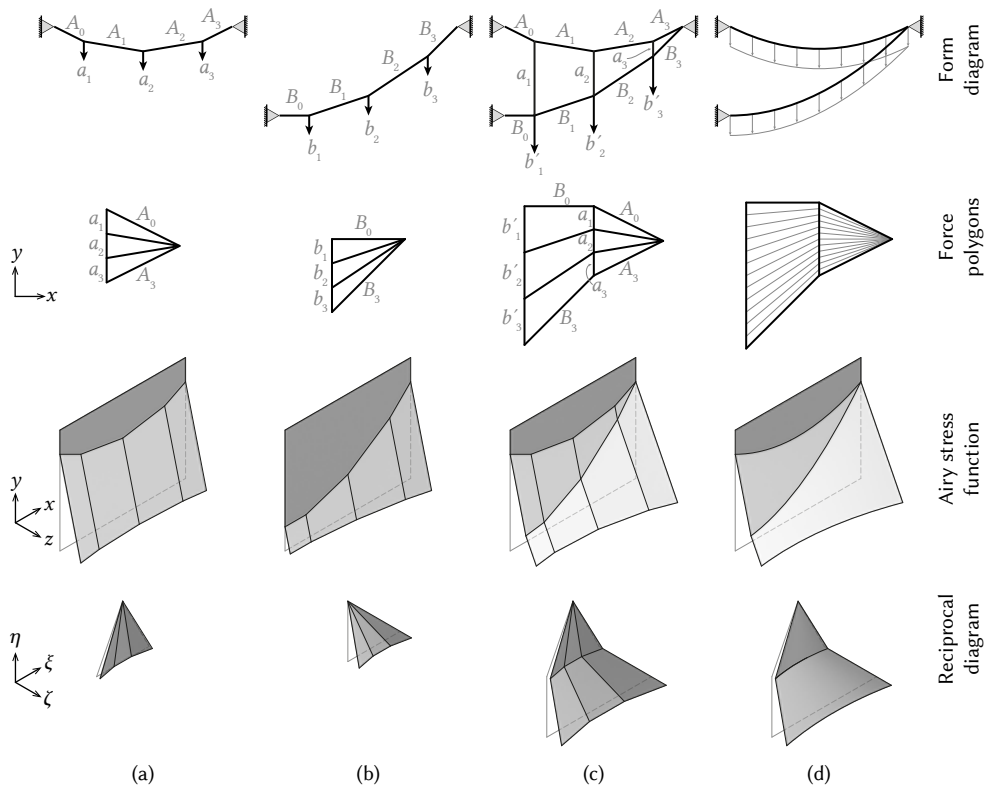 A₀ A₁ A₂ A₃
a₁ a₂ a₃
B₀ B₁ B₂ B₃
b₁ b₂ b₃
A₀ A₁ A₂ A₃
a₁ a₂ a₃ B₃
B₀ B₁ B₂
b′₁ b′₂ b′₃
Form
diagram
y
x
a₁ A₀
a₂
a₃ A₃
B₀
b₁
b₂
b₃ B₃
B₀
b′₁ a₁ A₀
a₂
b′₂ A₃
a₃
b′₃ B₃
Force
polygons
y
x
z
Airy stress
function
η
ξ
ζ
Reciprocal
diagram
(a) (b) (c) (d)